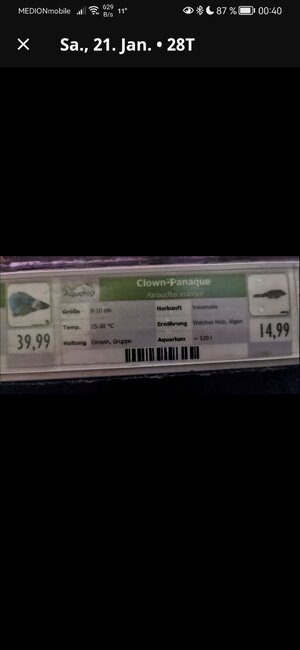 MEDIONmobile 629 B/s 11° 87 % 00:40
Sa., 21. Jan. • 28T
Aquatop
Clown-Panaque
Panaqolus maccus
Größe 8-10 cm
Herkunft Venezuela
Temp. 25-30 °C
Ernährung Weiches Holz, Algen
Haltung Einzeln, Gruppe
Aquarium ~ 120 l
39,99
14,99